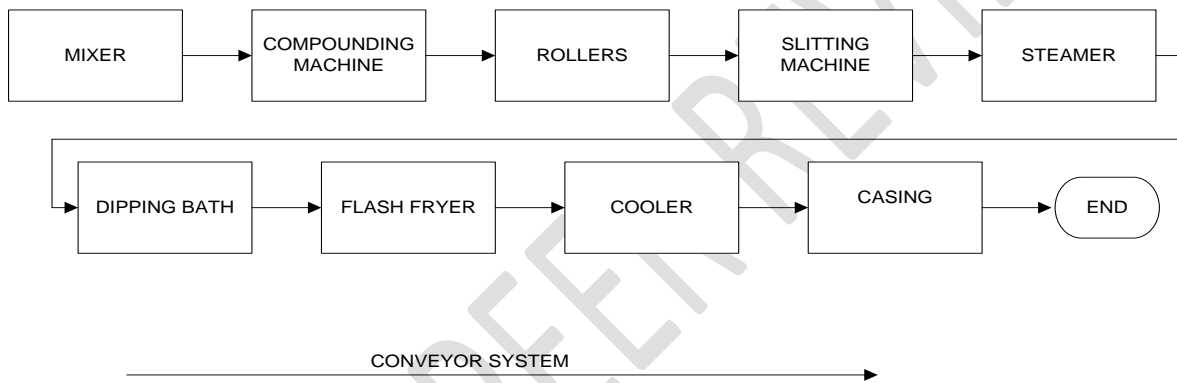 MIXER
COMPOUNDING
MACHINE
ROLLERS
SLITTING
MACHINE
STEAMER
DIPPING BATH
FLASH FRYER
COOLER
CASING
END
CONVEYOR SYSTEM